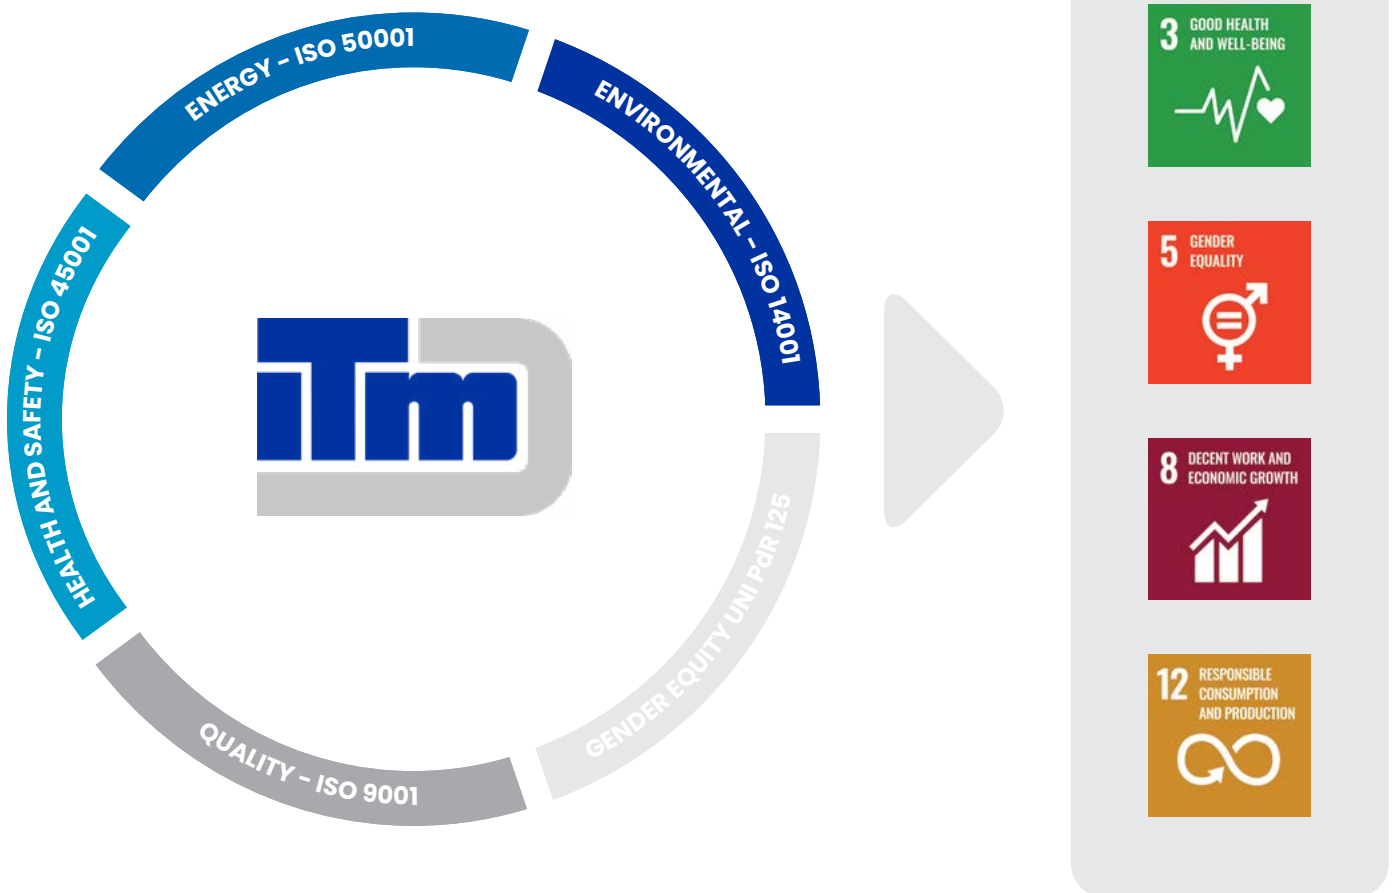 ENERGY – ISO 50001
ENVIRONMENTAL – ISO 14001
HEALTH AND SAFETY – ISO 45001
GENDER EQUITY UNI PdR 125
QUALITY – ISO 9001
iTm
3 GOOD HEALTH
AND WELL-BEING
5 GENDER
EQUALITY
8 DECENT WORK AND
ECONOMIC GROWTH
12 RESPONSIBLE
CONSUMPTION
AND PRODUCTION